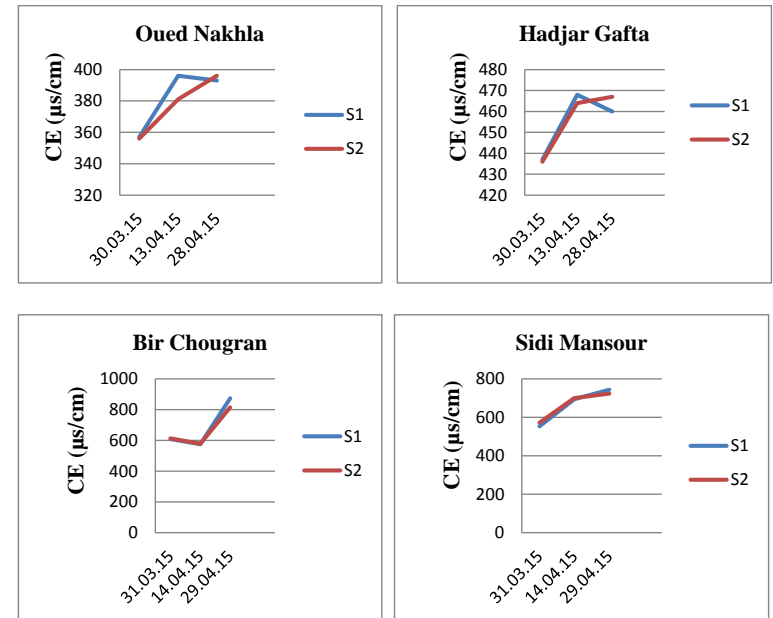 Oued Nakhla
CE (µs/cm)
400
380
360
340
320
30.03.15
13.04.15
28.04.15
S1
S2
Hadjar Gafta
CE (µs/cm)
480
470
460
450
440
430
420
30.03.15
13.04.15
28.04.15
S1
S2
Bir Chougran
CE (µs/cm)
1000
800
600
400
200
0
31.03.15
14.04.15
29.04.15
S1
S2
Sidi Mansour
CE (µs/cm)
800
600
400
200
0
31.03.15
14.04.15
29.04.15
S1
S2